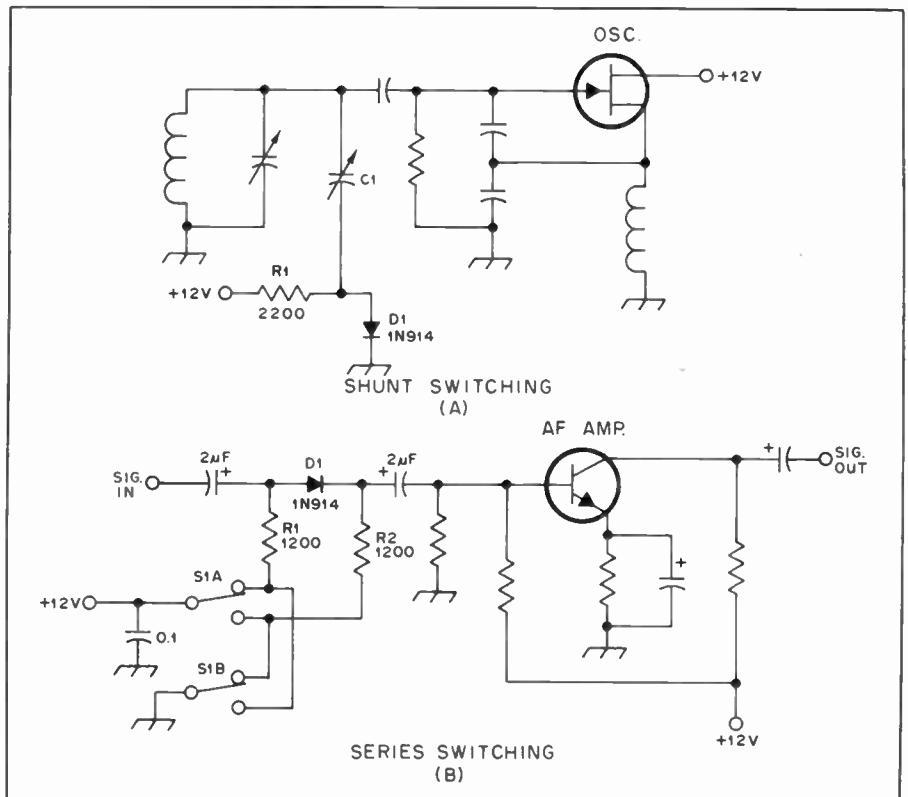 OSC.
+12V
C1
R1
+12V
2200
D1
1N914
SHUNT SWITCHING
(A)
AF AMP.
SIG.
IN
2µF
+
D1
1N914
+
2µF
+
SIG.
OUT
R1
1200
R2
1200
S1A
+12V
0.1
+
S1B
+12V
SERIES SWITCHING
(B)